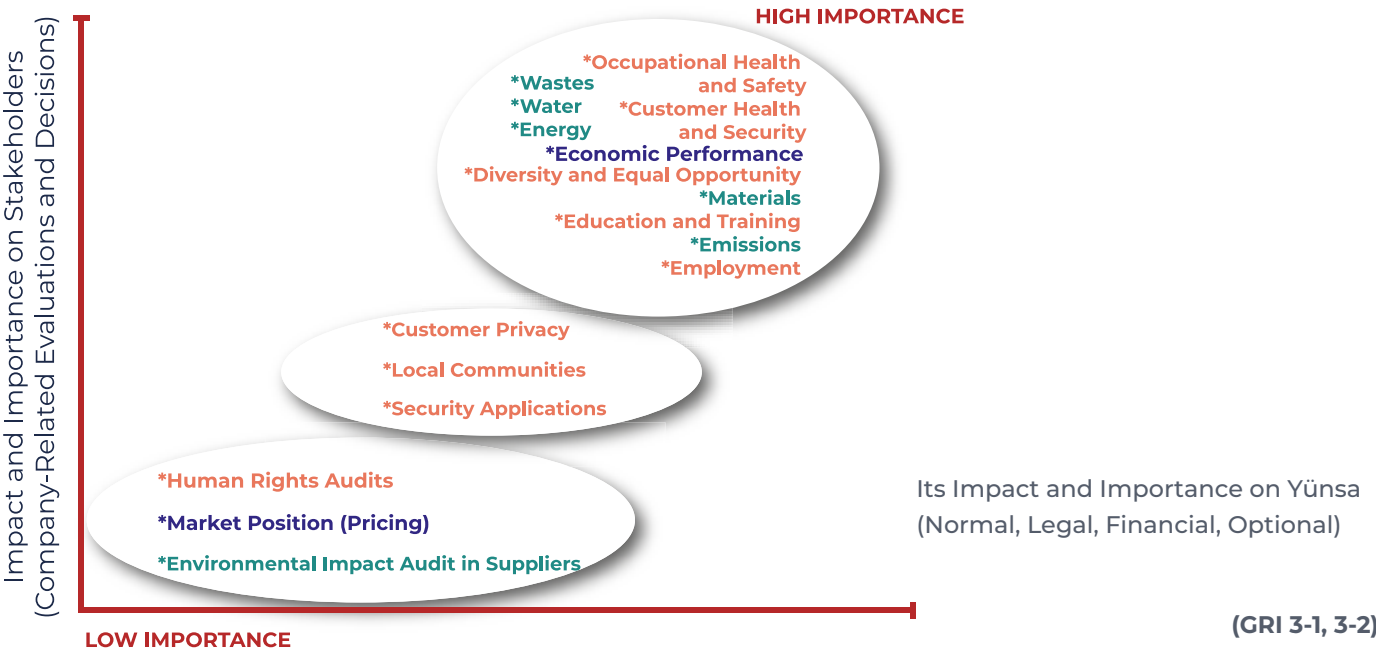 HIGH IMPORTANCE
Impact and Importance on Stakeholders
(Company-Related Evaluations and Decisions)
*Occupational Health
and Safety
*Wastes
*Water
*Customer Health
and Security
*Energy
*Economic Performance
*Diversity and Equal Opportunity
*Materials
*Education and Training
*Emissions
*Employment
*Customer Privacy
*Local Communities
*Security Applications
*Human Rights Audits
*Market Position (Pricing)
*Environmental Impact Audit in Suppliers
Its Impact and Importance on Yünsa
(Normal, Legal, Financial, Optional)
LOW IMPORTANCE
(GRI 3-1, 3-2)